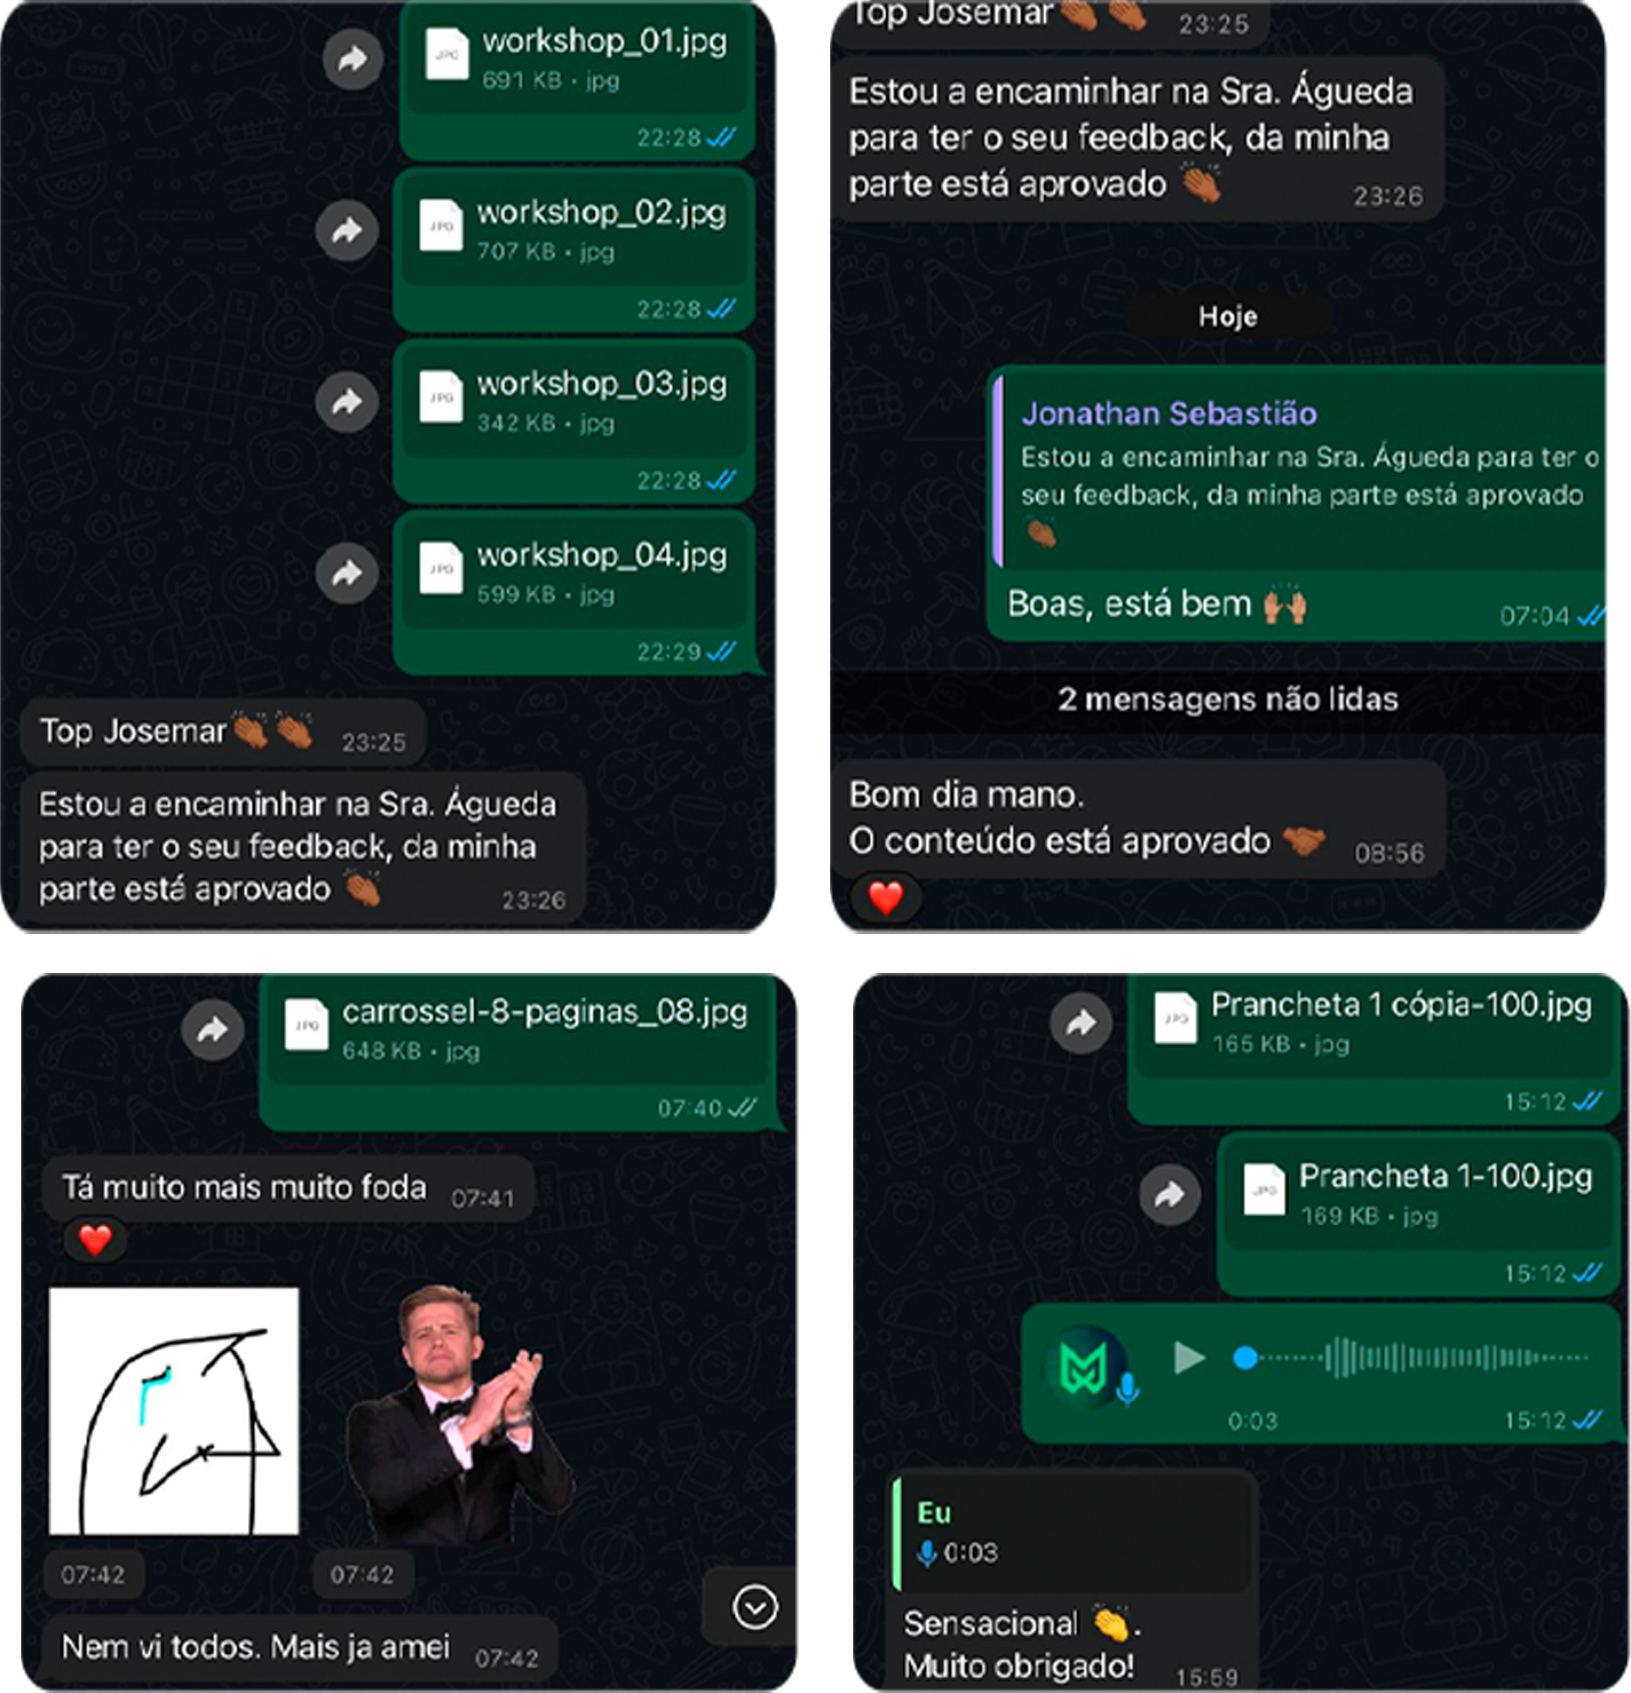 workshop_01.jpg
JPG
691 KB • jpg
22:28
workshop_02.jpg
JPG
707 KB • jpg
22:28
workshop_03.jpg
JPG
342 KB • jpg
22:28
workshop_04.jpg
JPG
599 KB • jpg
22:29
Top Josemar👏🏾👏🏾 23:25
Estou a encaminhar na Sra. Águeda
para ter o seu feedback, da minha
parte está aprovado 👏🏾 23:26
Top Josemar👏🏾👏🏾 23:25
Estou a encaminhar na Sra. Águeda
para ter o seu feedback, da minha
parte está aprovado 👏🏾 23:26
Hoje
Jonathan Sebastião
Estou a encaminhar na Sra. Águeda para ter o
seu feedback, da minha parte está aprovado
👏🏾
Boas, está bem 🙌🏼 07:04
2 mensagens não lidas
Bom dia mano.
O conteúdo está aprovado 🤝🏾 08:56
❤️
carrossel-8-paginas_08.jpg
JPG
648 KB • jpg
07:40
Tá muito mais muito foda 07:41
❤️
07:42 07:42
Nem vi todos. Mais ja amei 07:42
Prancheta 1 cópia-100.jpg
JPG
165 KB • jpg
15:12
Prancheta 1-100.jpg
JPG
169 KB • jpg
15:12
0:03 15:12
Eu
0:03
Sensacional 👏.
Muito obrigado! 15:59